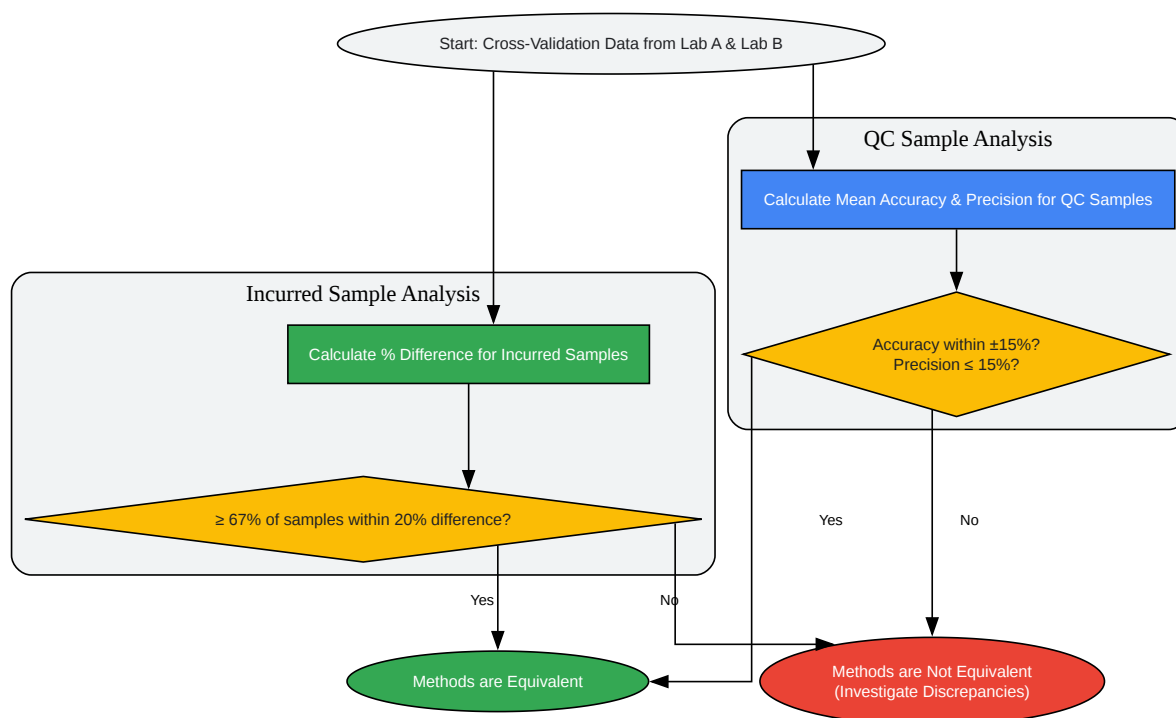 Start: Cross-Validation Data from Lab A & Lab B
QC Sample Analysis
Calculate Mean Accuracy & Precision for QC Samples
Incurred Sample Analysis
Calculate % Difference for Incurred Samples
Accuracy within ±15%?
Precision ≤ 15%?
≥ 67% of samples within 20% difference?
Yes
No
Yes
No
Methods are Equivalent
Methods are Not Equivalent
(Investigate Discrepancies)